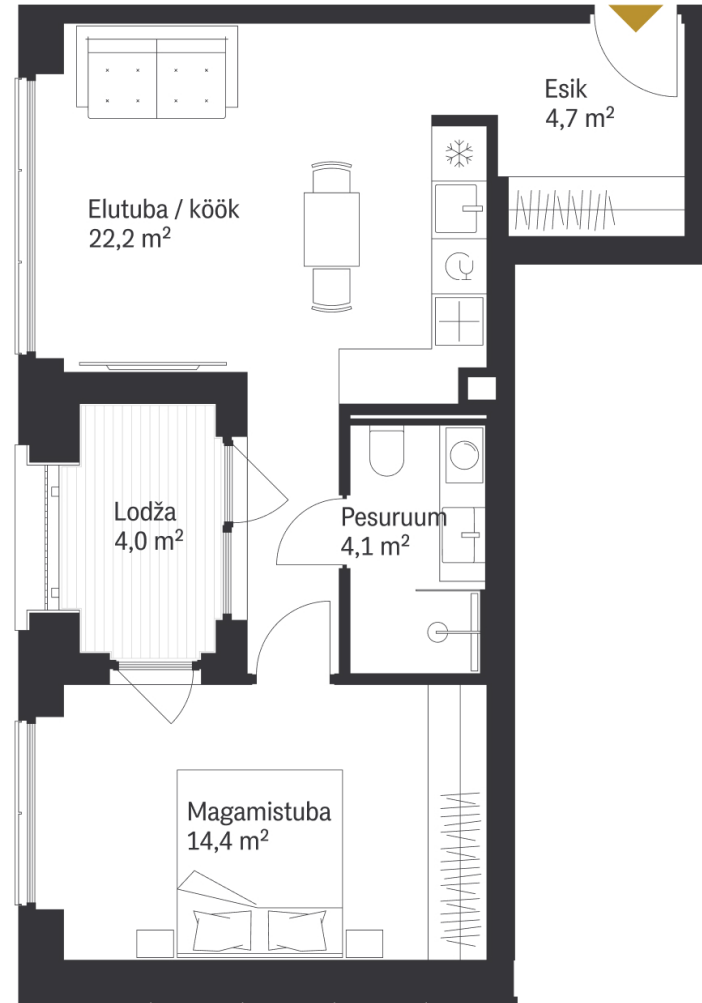 Esik
4,7 m²
Elutuba / köök
22,2 m²
Lodža
4,0 m²
Pesuruum
4,1 m²
Magamistuba
14,4 m²